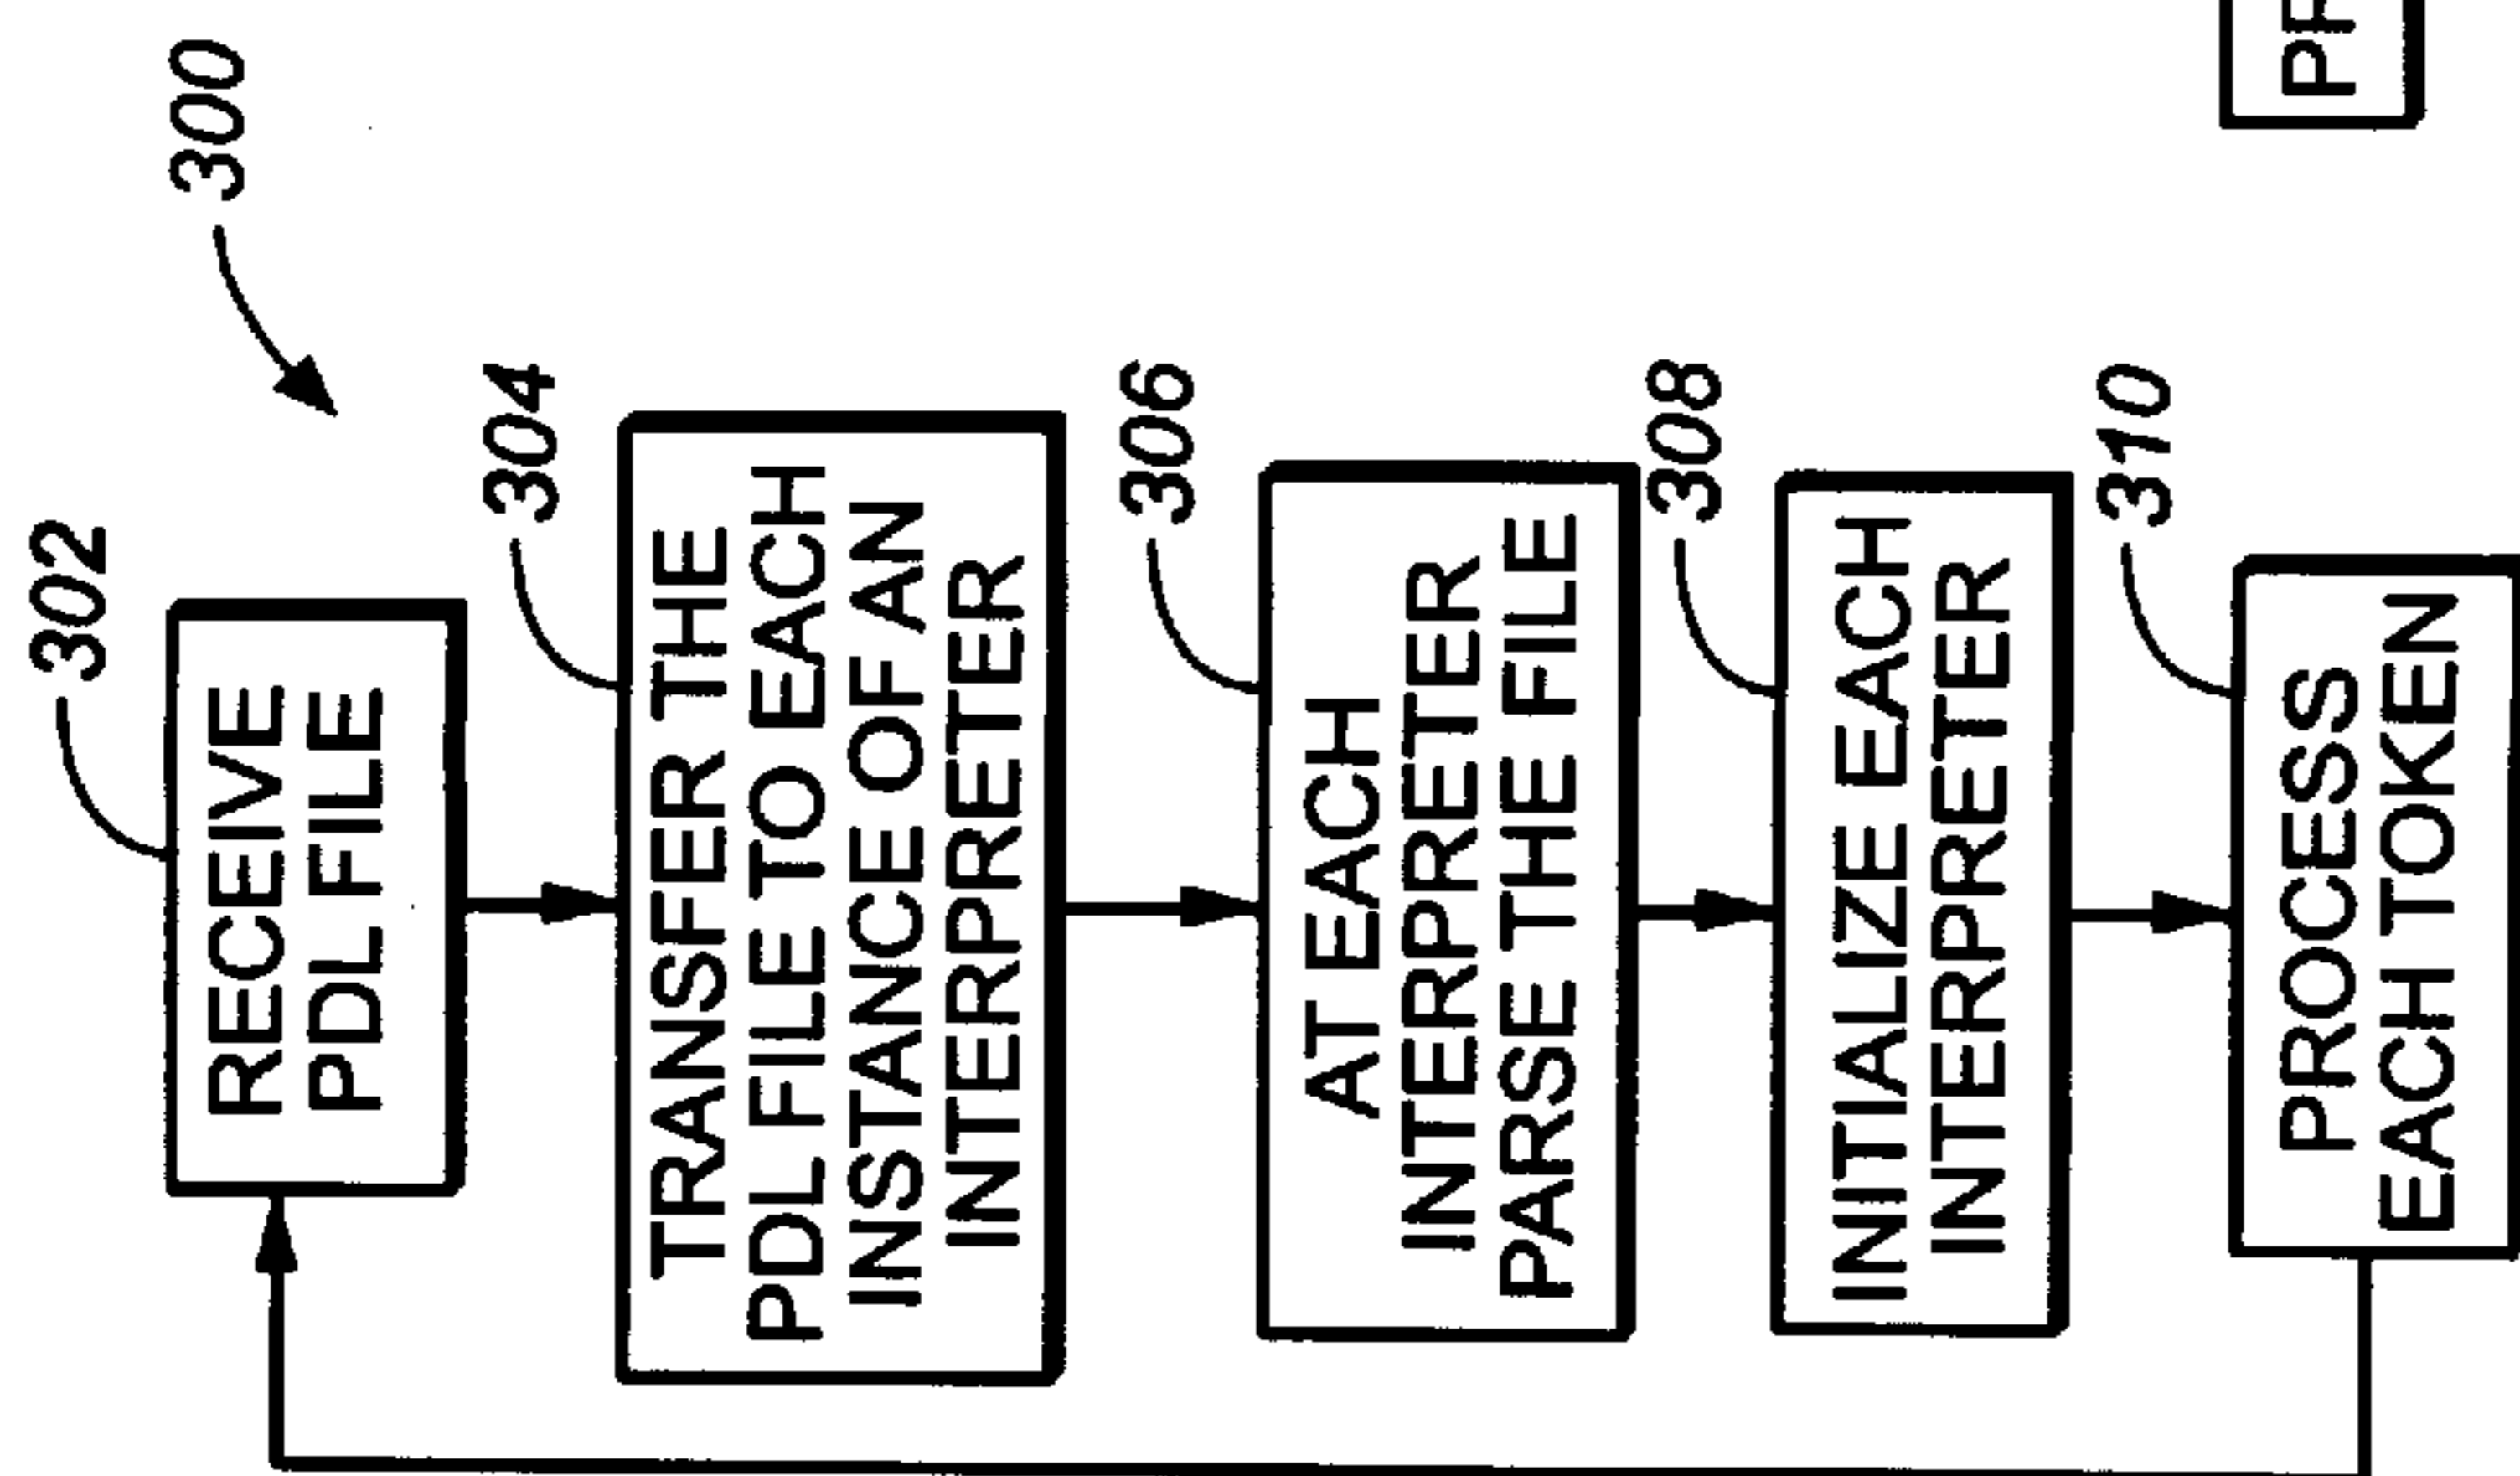 300
302
RECEIVE
PDL FILE
304
TRANSFER THE
PDL FILE TO EACH
INSTANCE OF AN
INTERPRETER
306
AT EACH
INTERPRETER
PARSE THE FILE
308
INITIALIZE EACH
INTERPRETER
310
PROCESS
EACH TOKEN